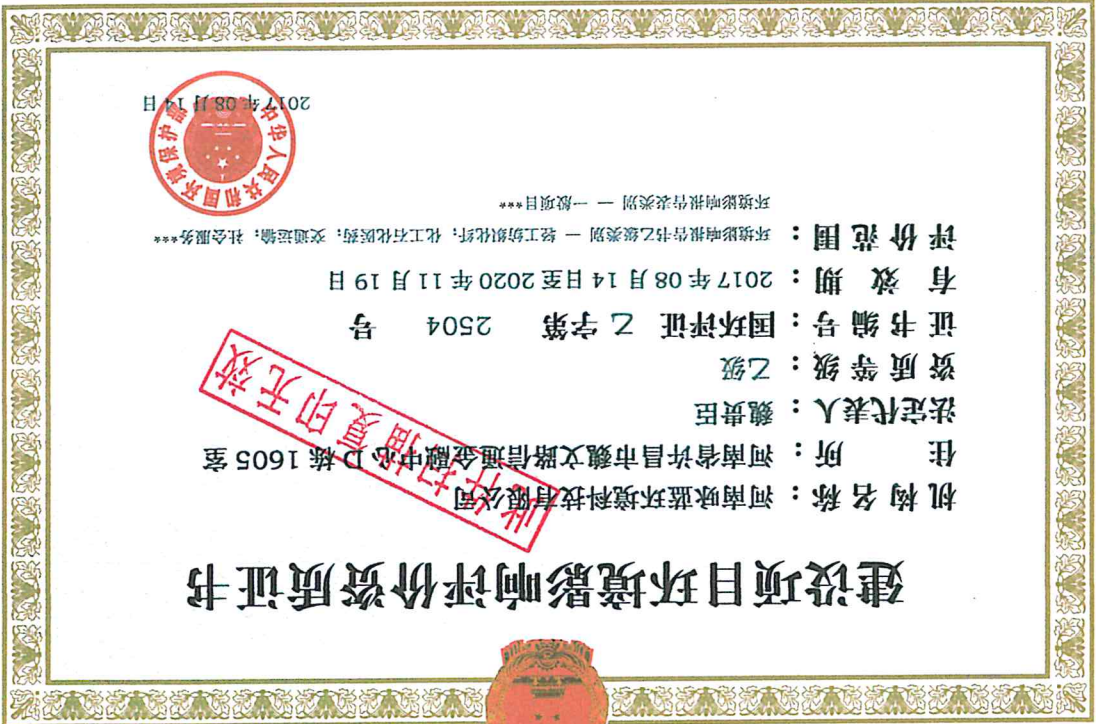 建设项目环境影响评价资质证书
机构名称：河南咏蓝环境科技有限公司
住所：河南省许昌市魏文路信通金融中心D栋1605室
法定代表人：魏贵臣
资质等级：乙级
证书编号：国环评证 乙字第 2504 号
有效期：2017年08月14日至2020年11月19日
评价范围：环境影响报告书乙级类别 — 轻工纺织化纤；化工石化医药；交通运输；社会服务***
环境影响报告表类别 — 一般项目***
2017年08月14日
中华人民共和国环境保护部
此件扫描复印无效